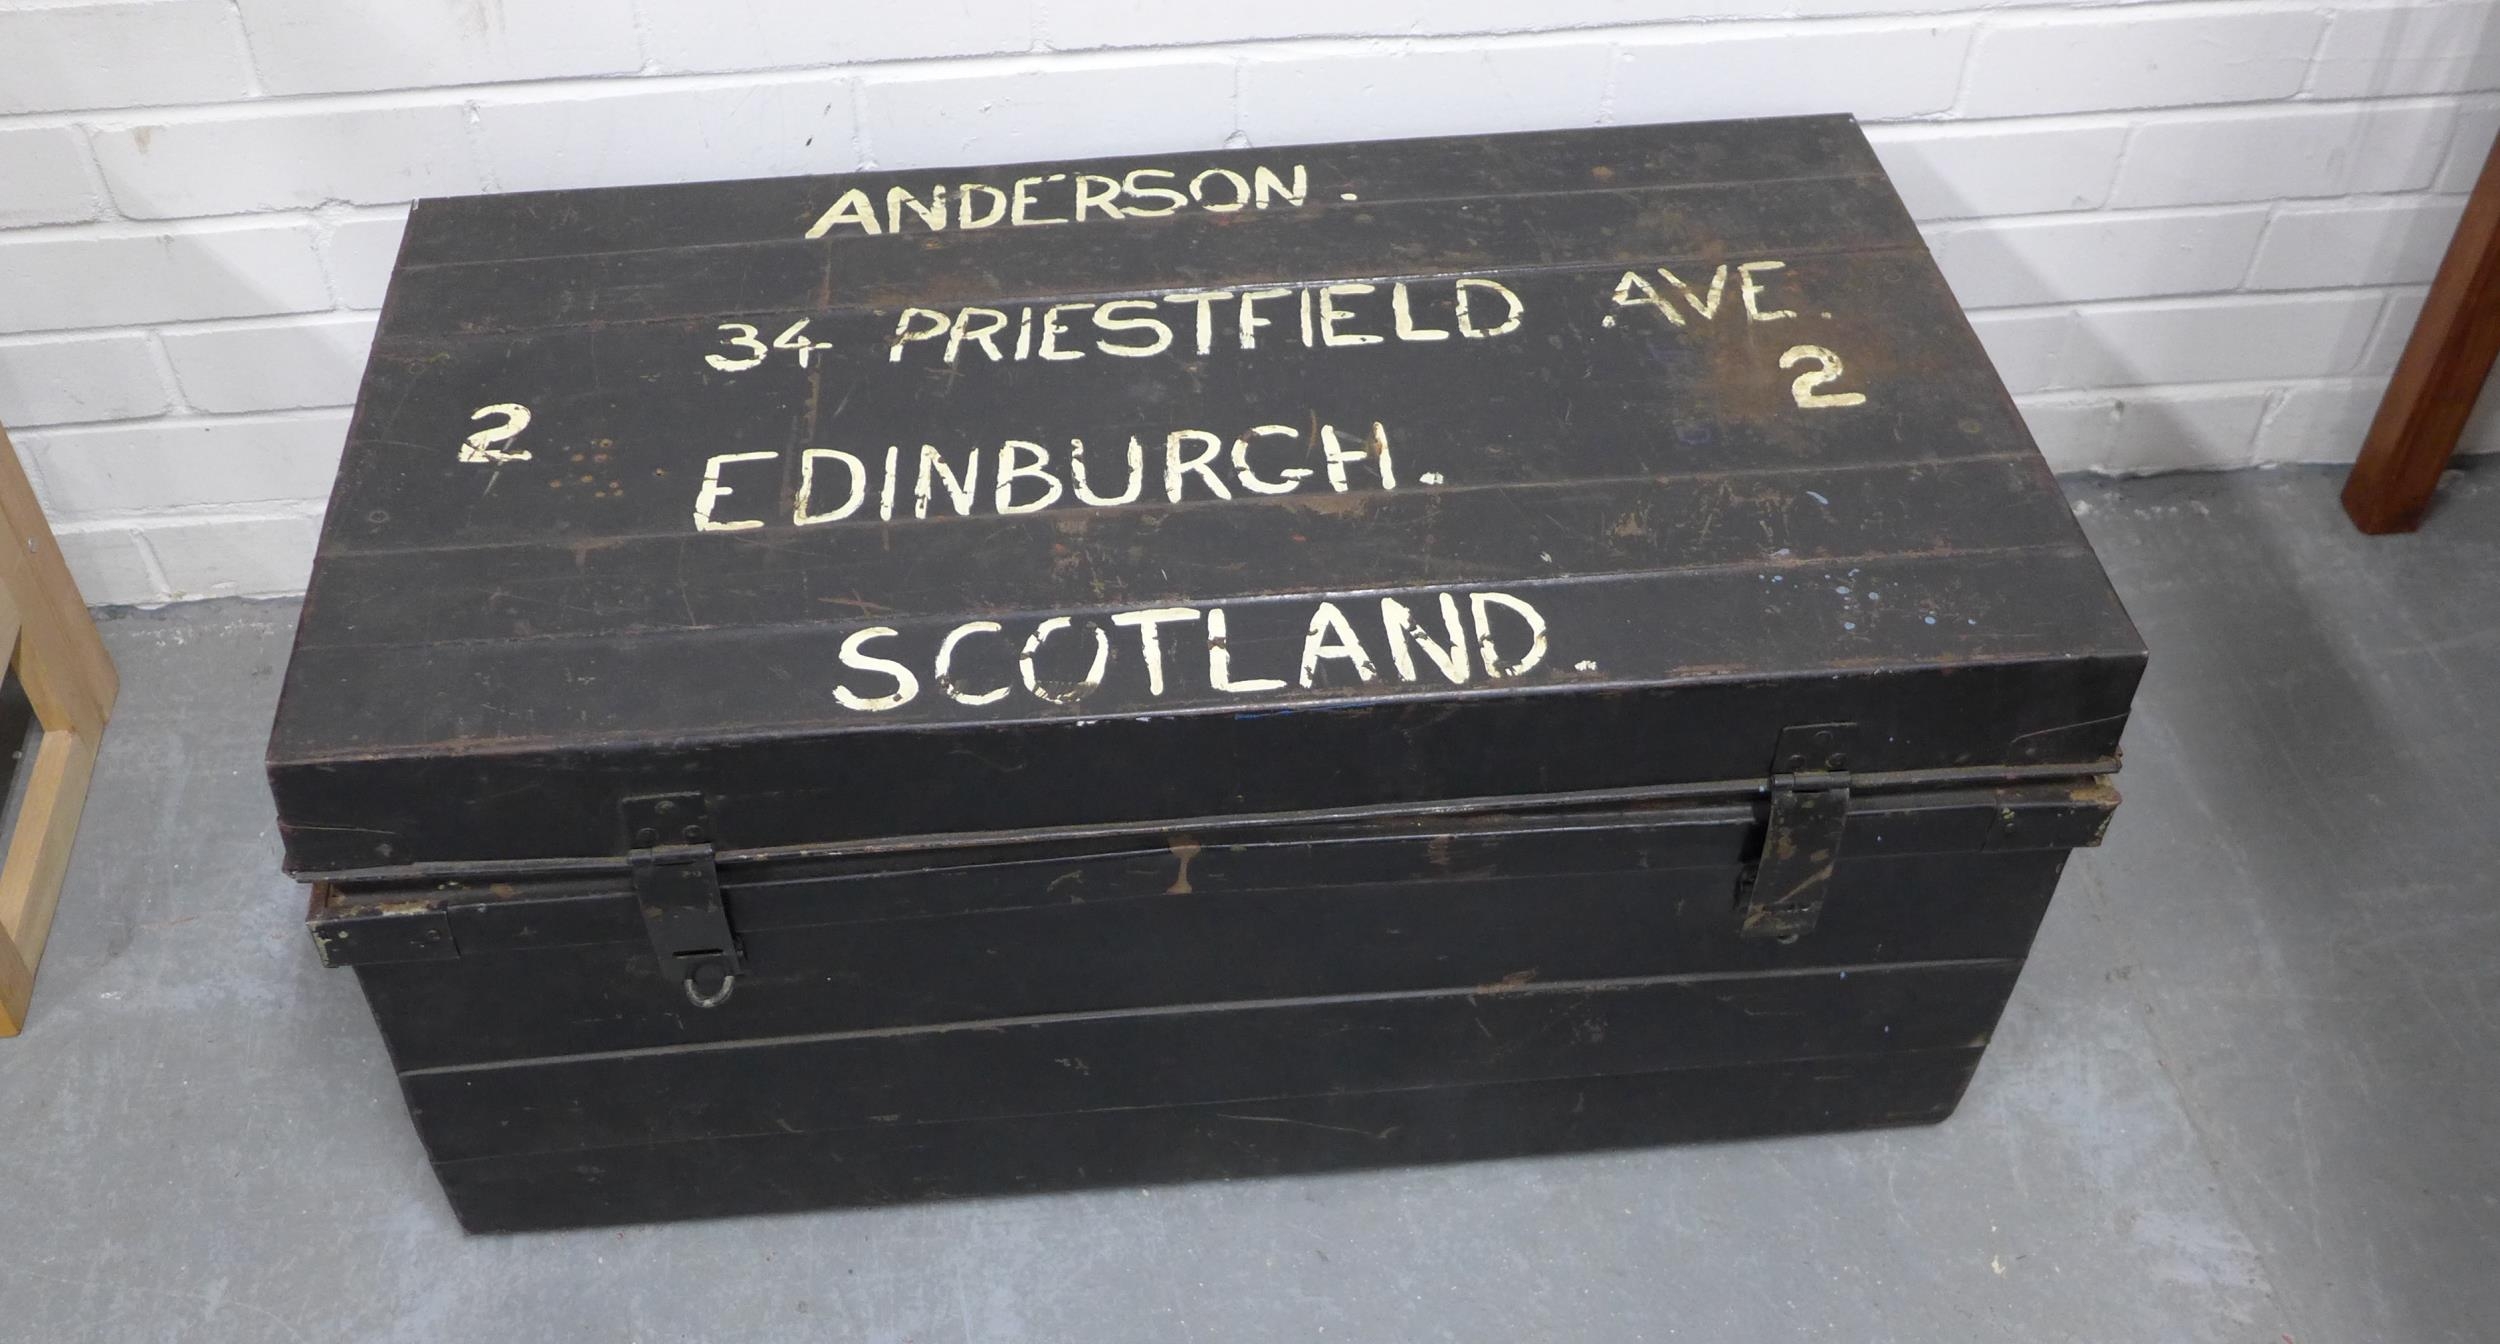 ANDERSON.
34 PRIESTFIELD AVE.
2 2
EDINBURGH.
SCOTLAND.